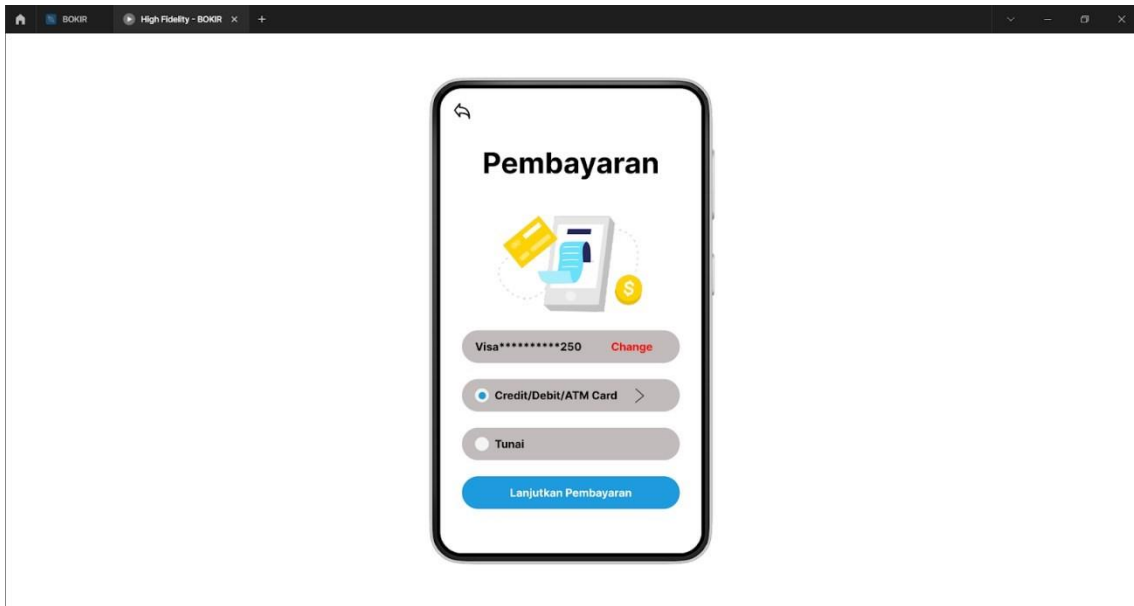 BOKIR
High Fidelity - BOKIR
Pembayaran
$
Visa**********250 Change
Credit/Debit/ATM Card
Tunai
Lanjutkan Pembayaran